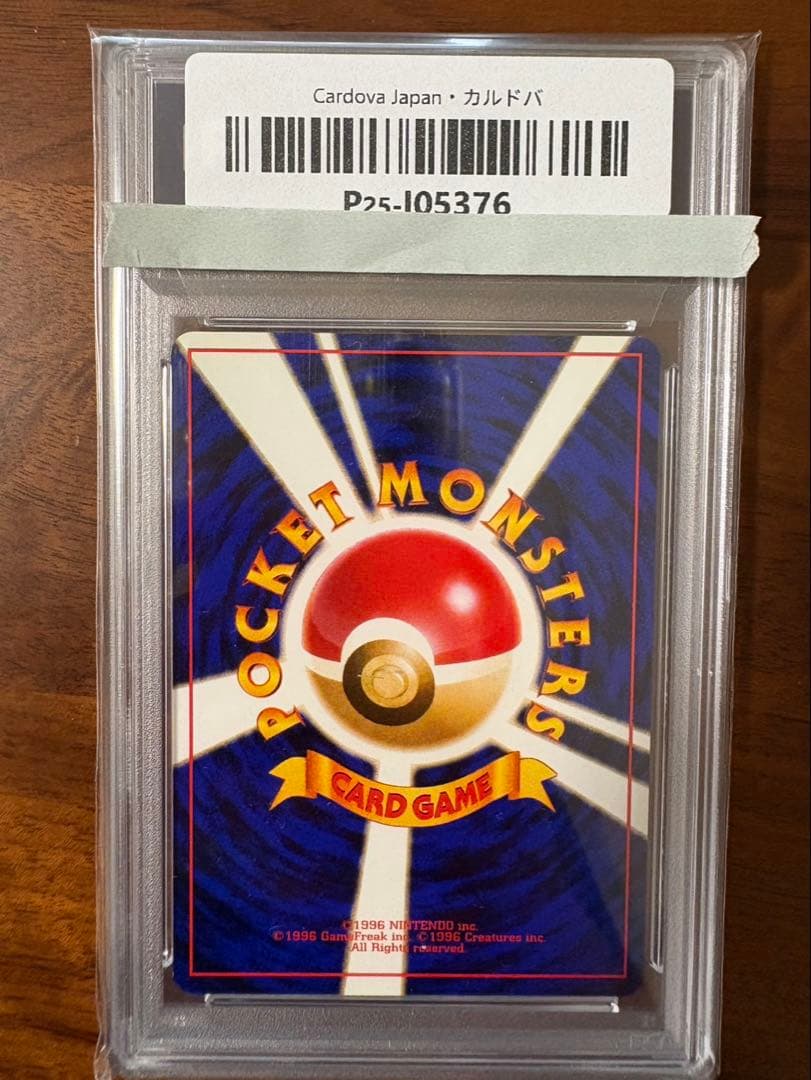 Cardova Japan・カルドバ
P25-I05376
POCKET MONSTERS
CARD GAME
©1996 NINTENDO inc.
©1996 GameFreak inc. ©1996 Creatures inc.
All Rights reserved.